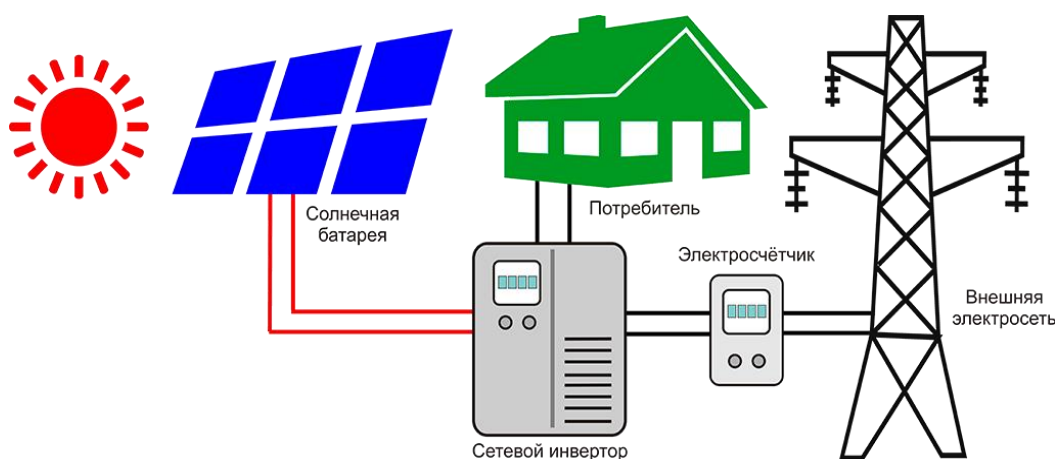 Солнечная
батарея
Потребитель
Электросчётчик
Внешняя
электросеть
Сетевой инвертор